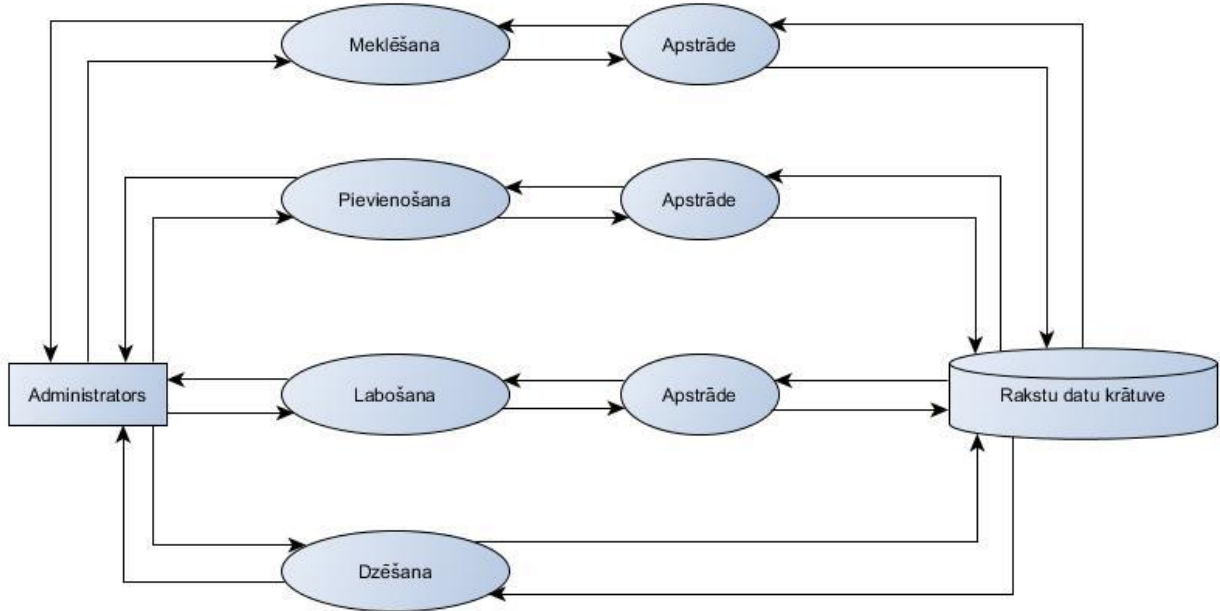 Meklēšana
Apstrāde
Pievienošana
Apstrāde
Administrators
Labošana
Apstrāde
Rakstu datu krātuve
Dzēšana